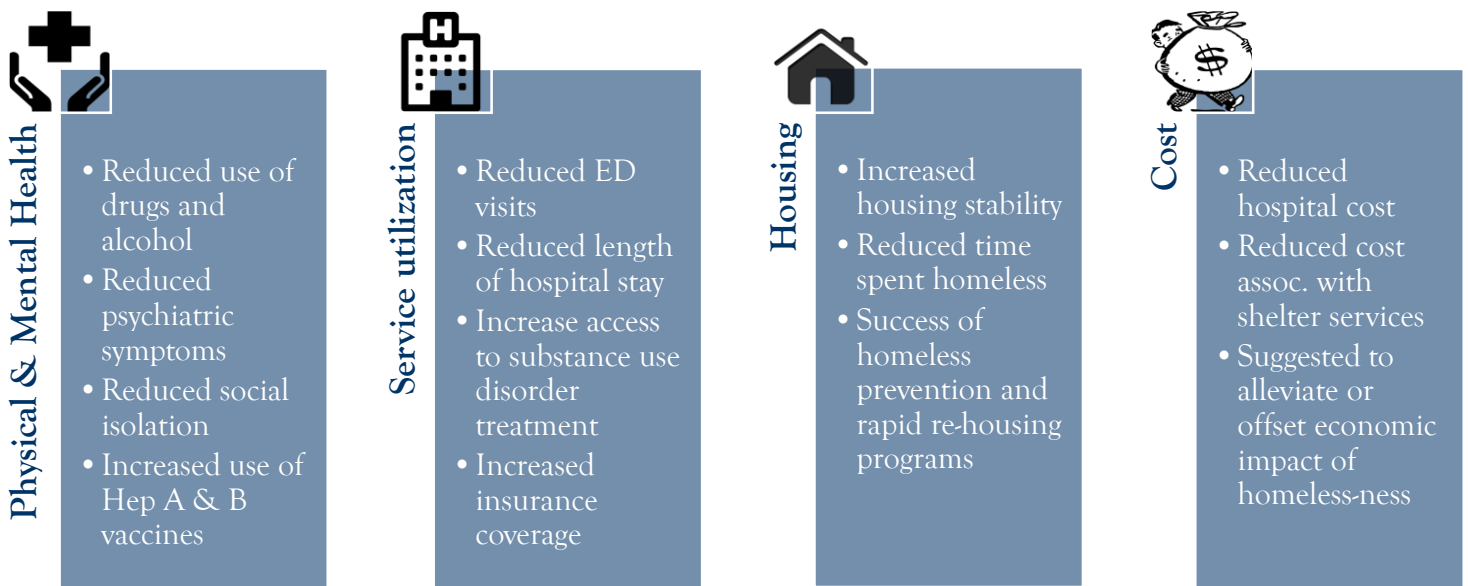 Physical & Mental Health
• Reduced use of
drugs and
alcohol
• Reduced
psychiatric
symptoms
• Reduced social
isolation
• Increased use of
Hep A & B
vaccines
H
Service utilization
• Reduced ED
visits
• Reduced length
of hospital stay
• Increase access
to substance use
disorder
treatment
• Increased
insurance
coverage
Housing
• Increased
housing stability
• Reduced time
spent homeless
• Success of
homeless
prevention and
rapid re-housing
programs
$
Cost
• Reduced
hospital cost
• Reduced cost
assoc. with
shelter services
• Suggested to
alleviate or
offset economic
impact of
homeless-ness